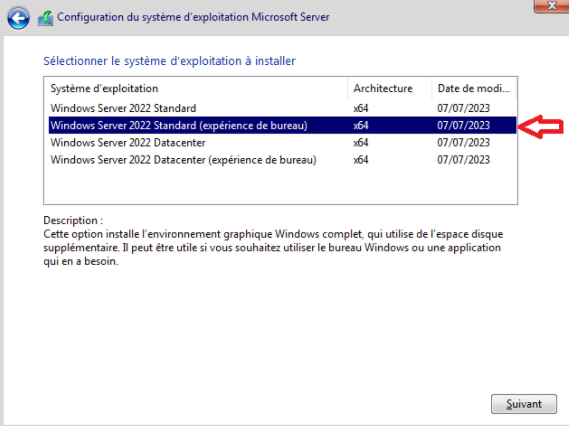 Configuration du système d'exploitation Microsoft Server
Sélectionner le système d'exploitation à installer
Système d'exploitation Architecture Date de modi...
Windows Server 2022 Standard x64 07/07/2023
Windows Server 2022 Standard (expérience de bureau) x64 07/07/2023
Windows Server 2022 Datacenter x64 07/07/2023
Windows Server 2022 Datacenter (expérience de bureau) x64 07/07/2023
Description :
Cette option installe l'environnement graphique Windows complet, qui utilise de l'espace disque
supplémentaire. Il peut être utile si vous souhaitez utiliser le bureau Windows ou une application
qui en a besoin.
Suivant